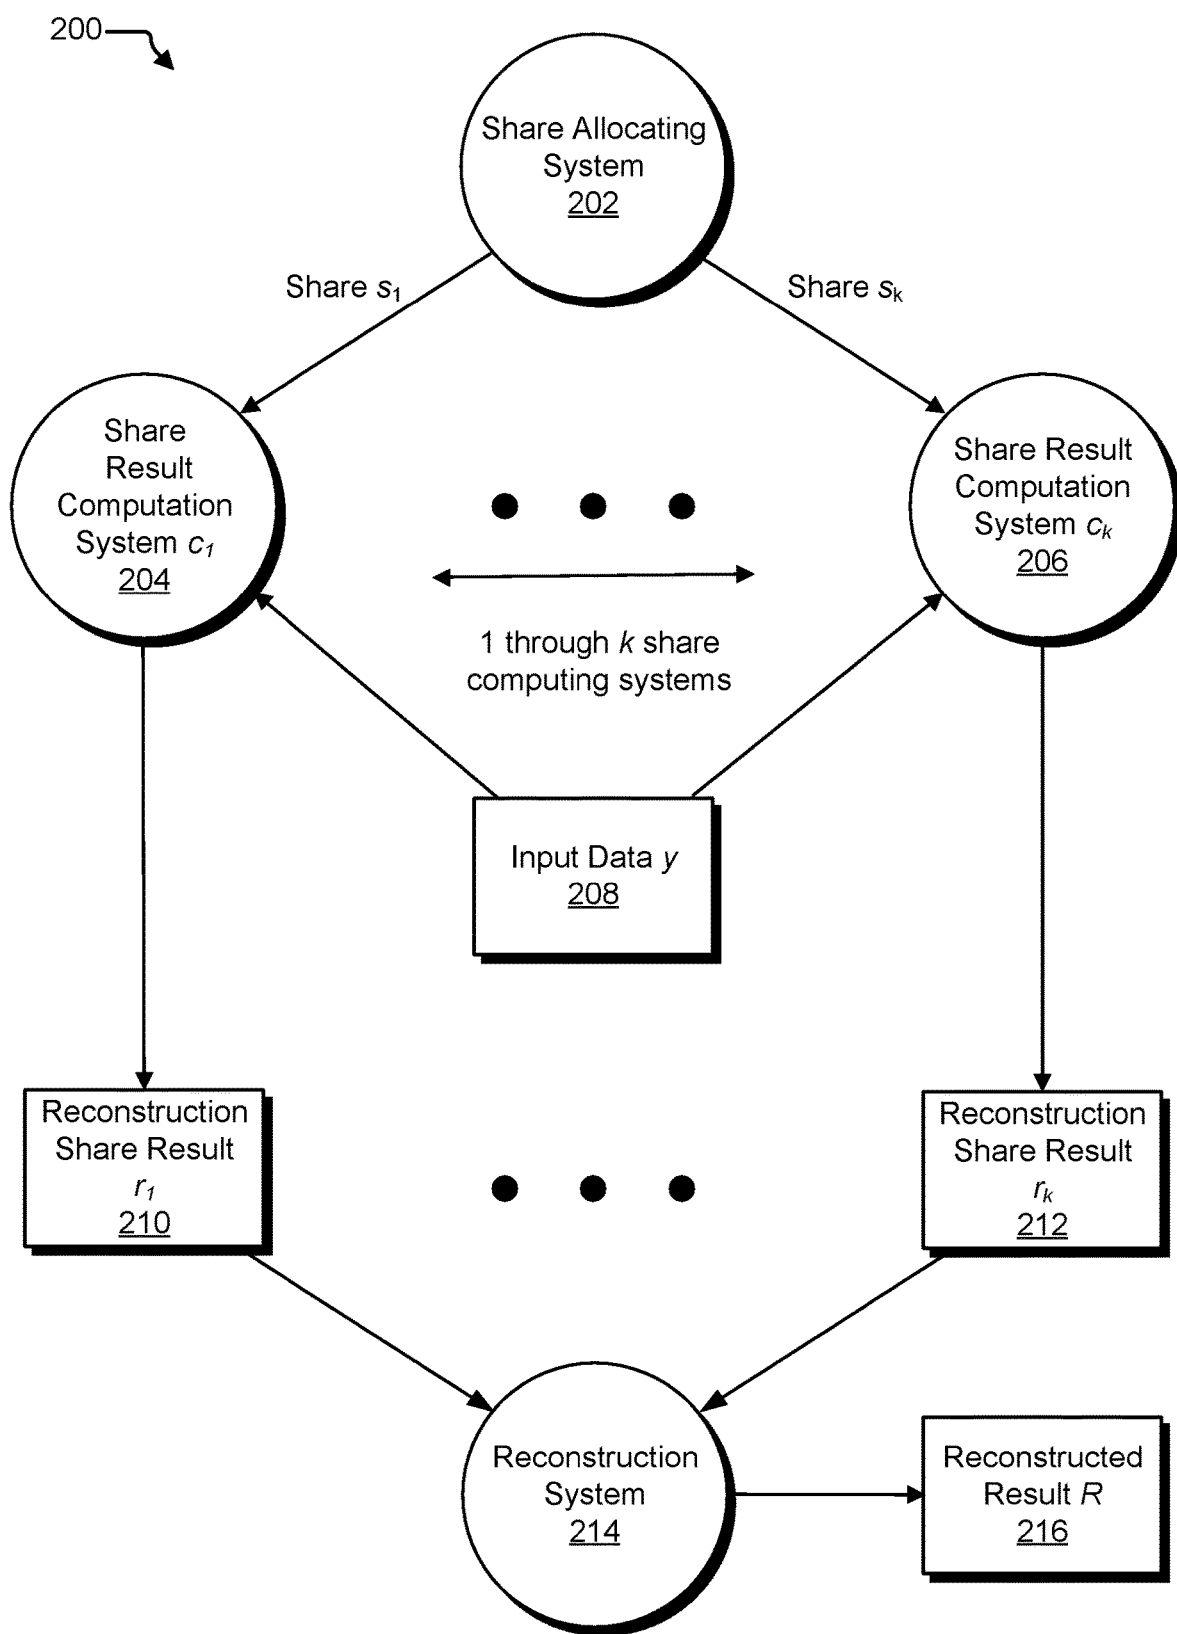 200
Share Allocating
System
202
Share s₁
Share sₖ
Share
Result
Computation
System c₁
204
Share Result
Computation
System cₖ
206
1 through k share
computing systems
Input Data y
208
Reconstruction
Share Result
r₁
210
Reconstruction
Share Result
rₖ
212
Reconstruction
System
214
Reconstructed
Result R
216